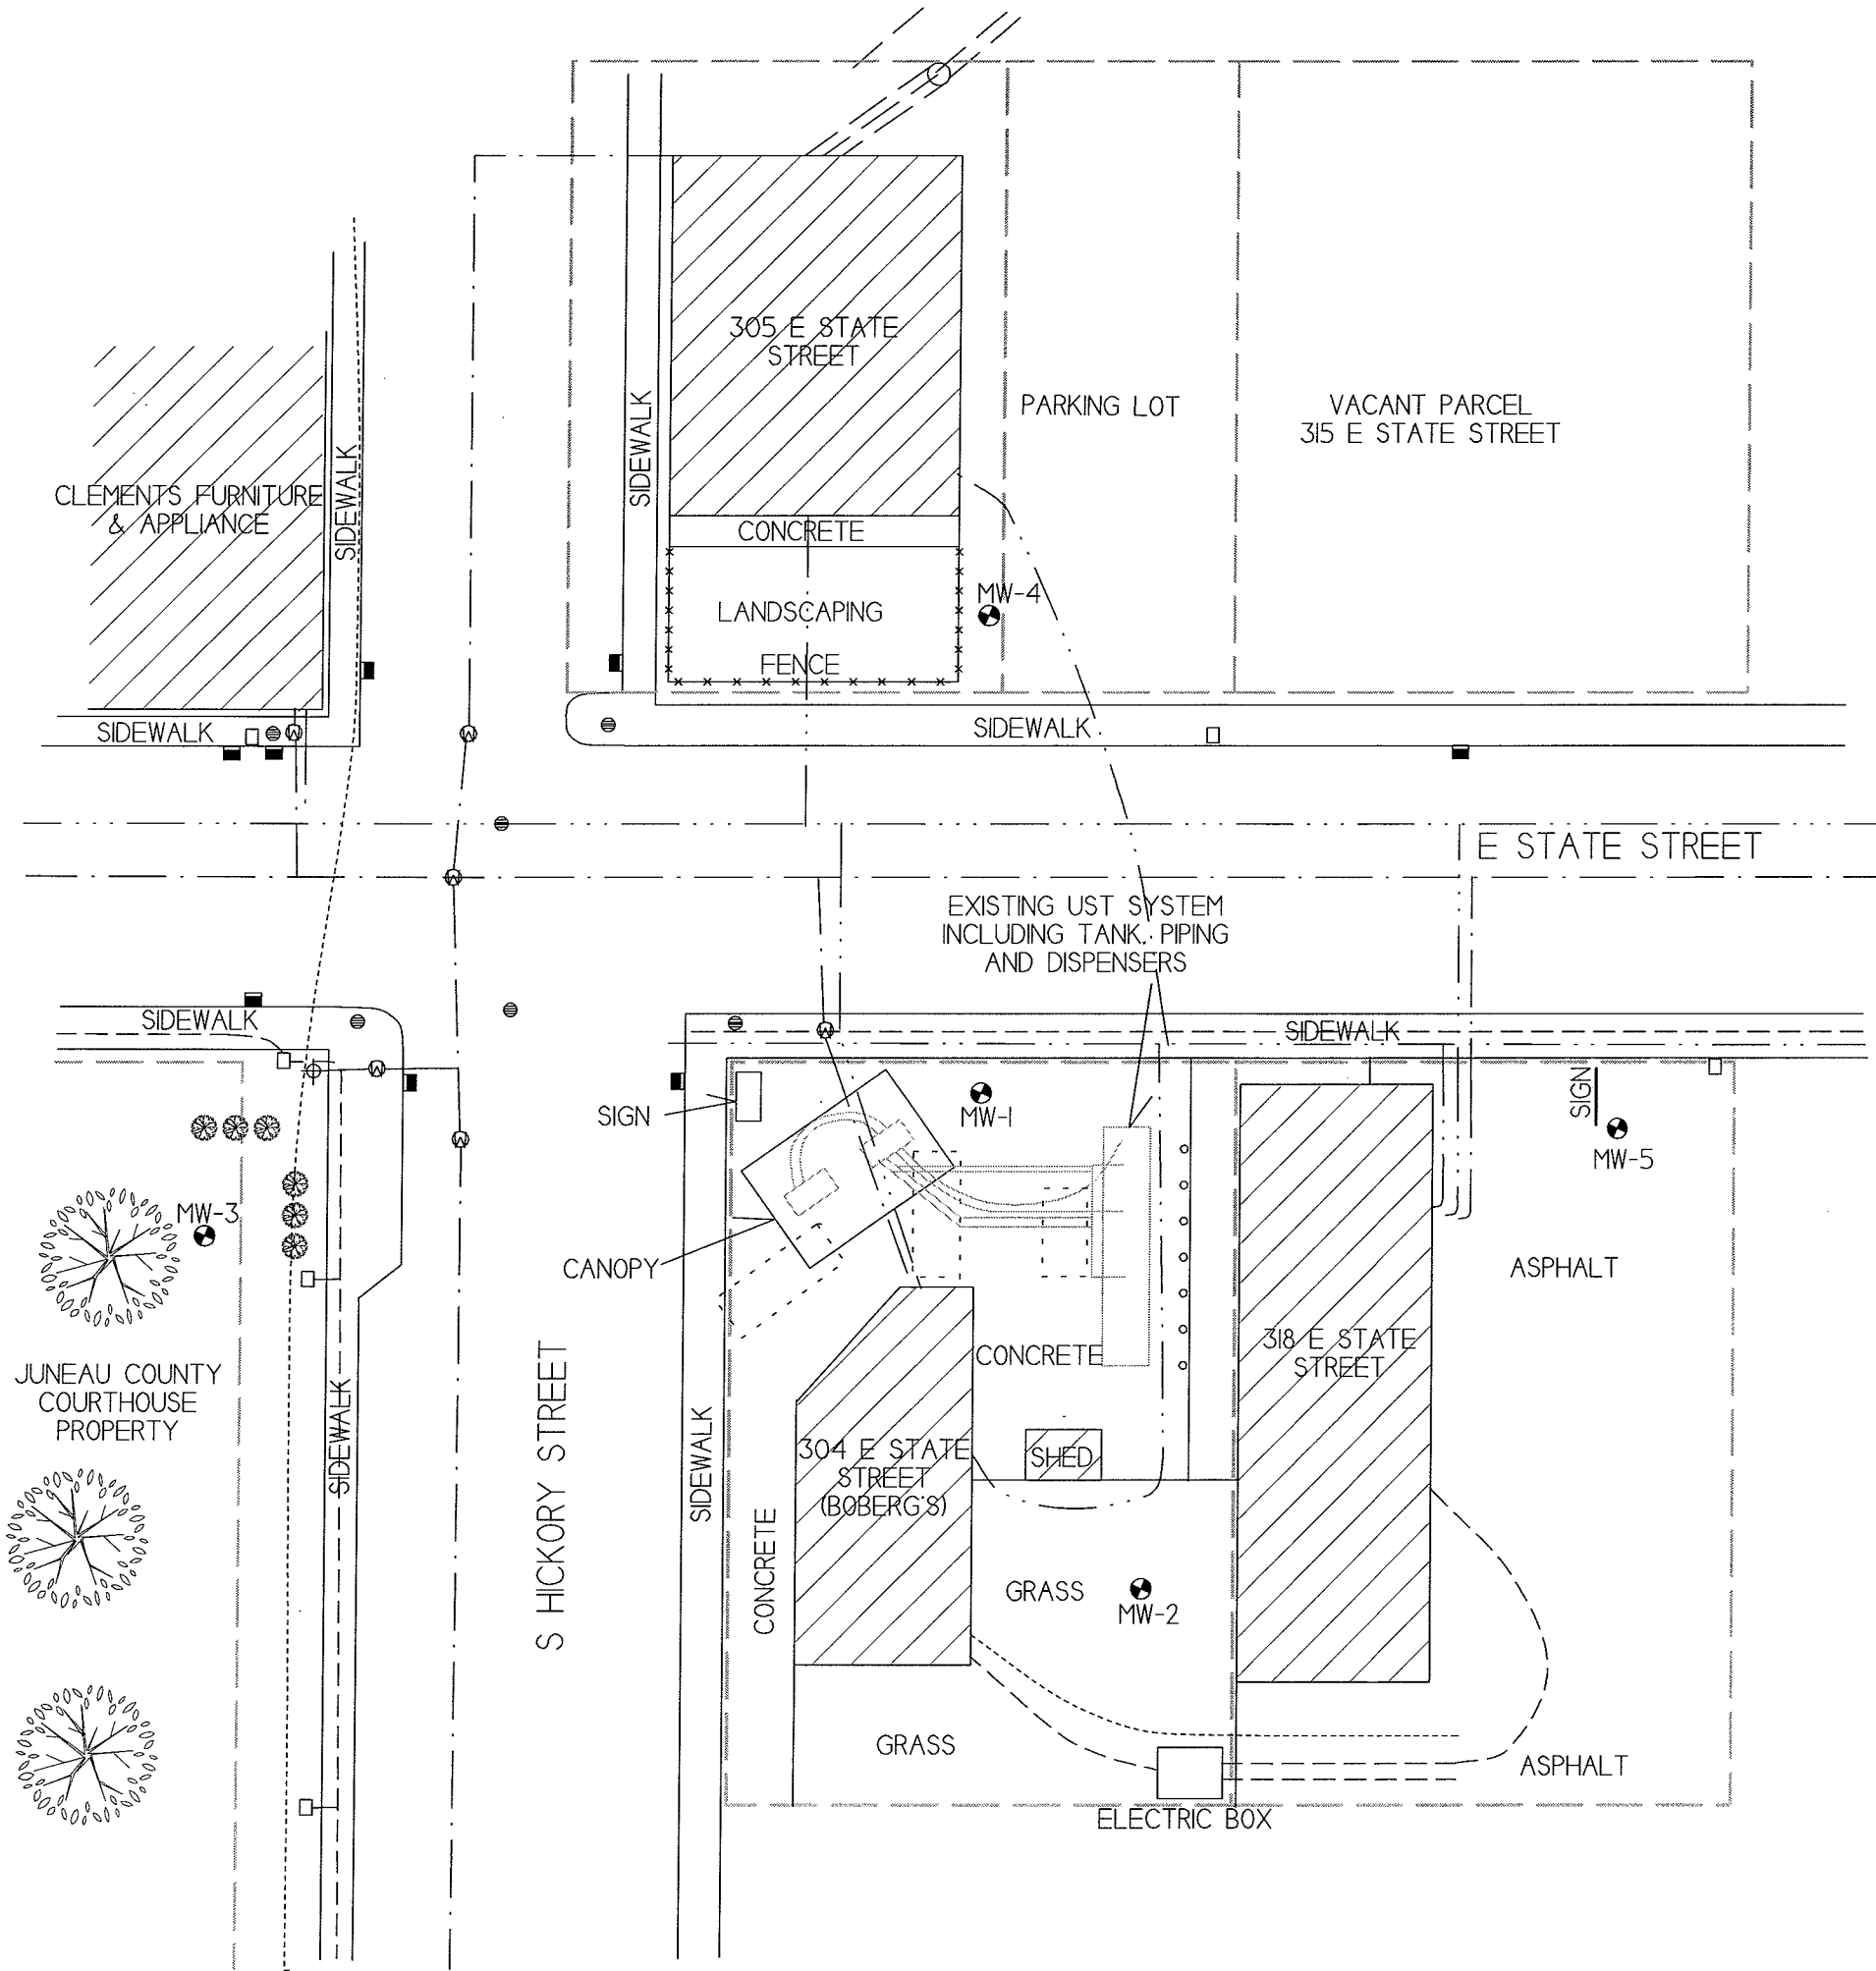 305 E STATE
STREET
PARKING LOT
VACANT PARCEL
315 E STATE STREET
CLEMENTS FURNITURE
& APPLIANCE
SIDEWALK
SIDEWALK
CONCRETE
LANDSCAPING
MW-4
FENCE
SIDEWALK
SIDEWALK
E STATE STREET
EXISTING UST SYSTEM
INCLUDING TANK, PIPING
AND DISPENSERS
SIDEWALK
SIDEWALK
SIGN
MW-1
SIGN
MW-5
MW-3
CANOPY
ASPHALT
JUNEAU COUNTY
COURTHOUSE
PROPERTY
SIDEWALK
S HICKORY STREET
SIDEWALK
CONCRETE
CONCRETE
318 E STATE
STREET
304 E STATE
STREET
(BOBERG'S)
SHED
GRASS
MW-2
GRASS
ASPHALT
ELECTRIC BOX
W
W
W
W
W
W